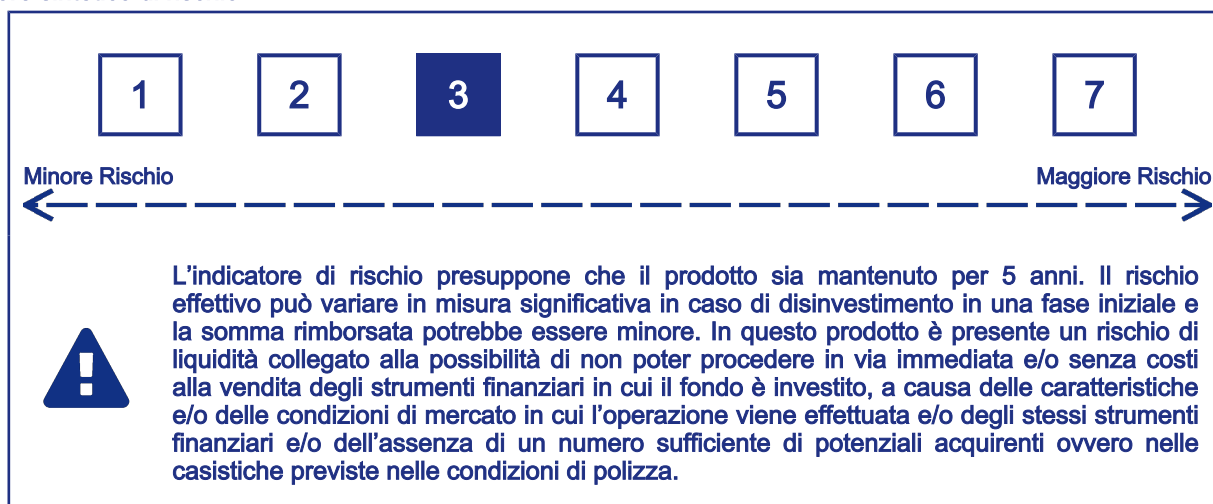 1 2 3 4 5 6 7
Minore Rischio Maggiore Rischio
L'indicatore di rischio presuppone che il prodotto sia mantenuto per 5 anni. Il rischio
effettivo può variare in misura significativa in caso di disinvestimento in una fase iniziale e
la somma rimborsata potrebbe essere minore. In questo prodotto è presente un rischio di
liquidità collegato alla possibilità di non poter procedere in via immediata e/o senza costi
alla vendita degli strumenti finanziari in cui il fondo è investito, a causa delle caratteristiche
e/o delle condizioni di mercato in cui l'operazione viene effettuata e/o degli stessi strumenti
finanziari e/o dell'assenza di un numero sufficiente di potenziali acquirenti ovvero nelle
casistiche previste nelle condizioni di polizza.